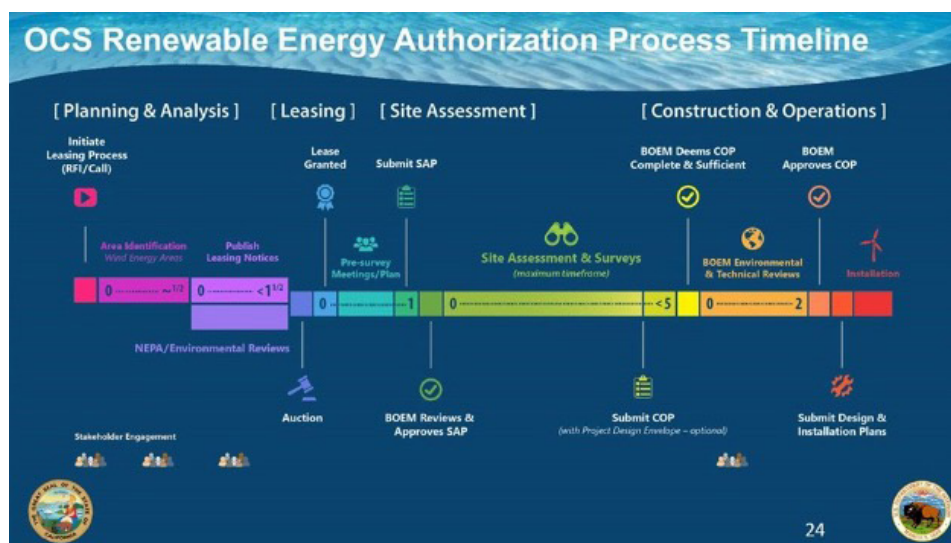 OCS Renewable Energy Authorization Process Timeline
[ Planning & Analysis ]
[ Leasing ]
[ Site Assessment ]
[ Construction & Operations ]
Initiate
Leasing Process
(RFI/Call)
Lease
Granted
Submit SAP
BOEM Deems COP
Complete & Sufficient
BOEM
Approves COP
Area Identification
Wind Energy Areas
Publish
Leasing Notices
Pre-survey
Meetings/Plan
Site Assessment & Surveys
(maximum timeframe)
BOEM Environmental
& Technical Reviews
Installation
0 ~1/2
0 <1 1/2
0 1
0 <5
0 2
NEPA/Environmental Reviews
Auction
BOEM Reviews &
Approves SAP
Submit COP
(with Project Design Envelope – optional)
Submit Design &
Installation Plans
Stakeholder Engagement
24